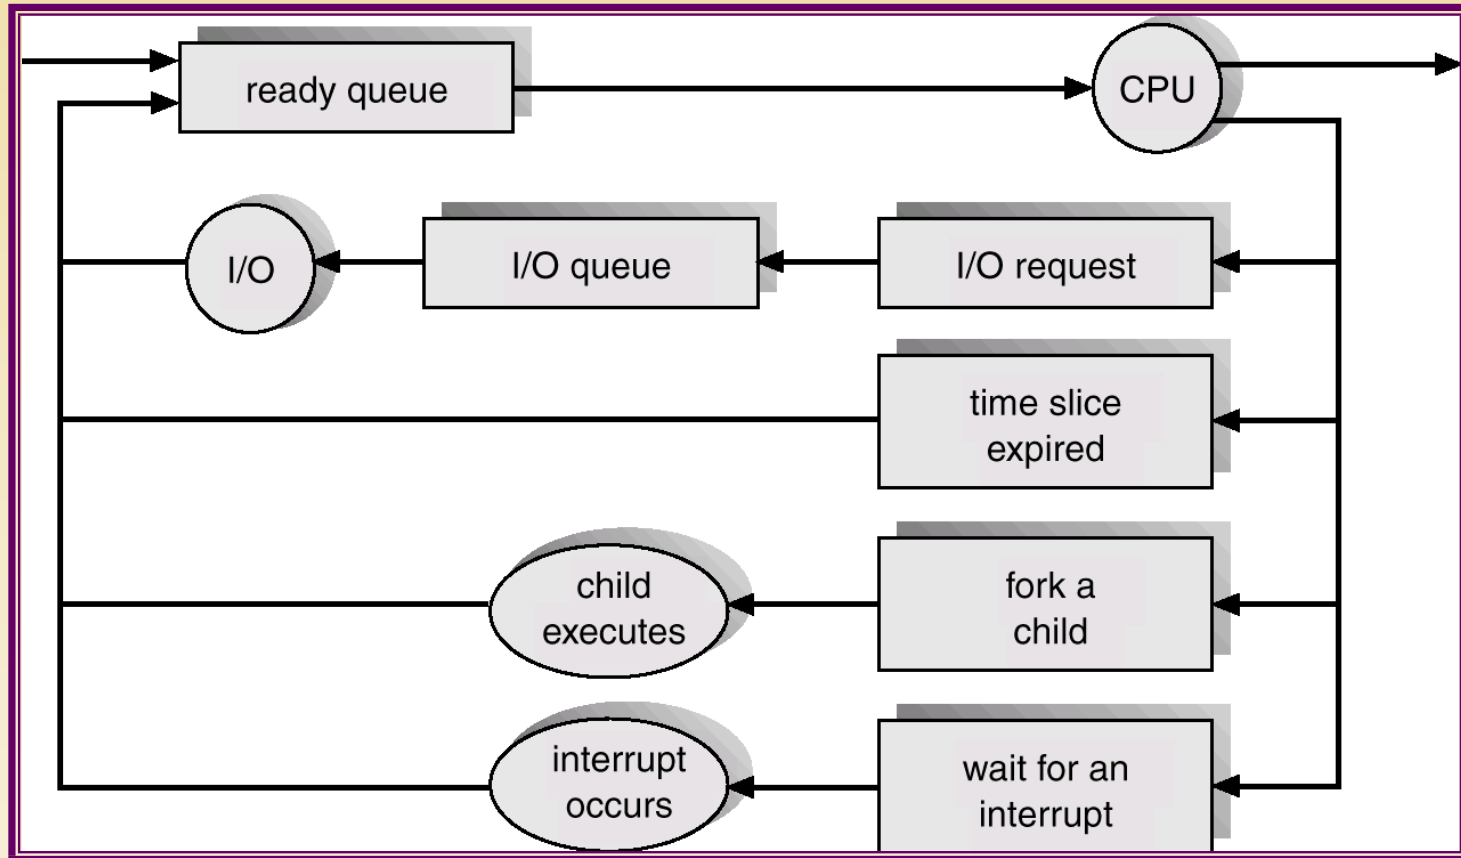 ready queue
CPU
I/O
I/O queue
I/O request
time slice
expired
child
executes
fork a
child
interrupt
occurs
wait for an
interrupt